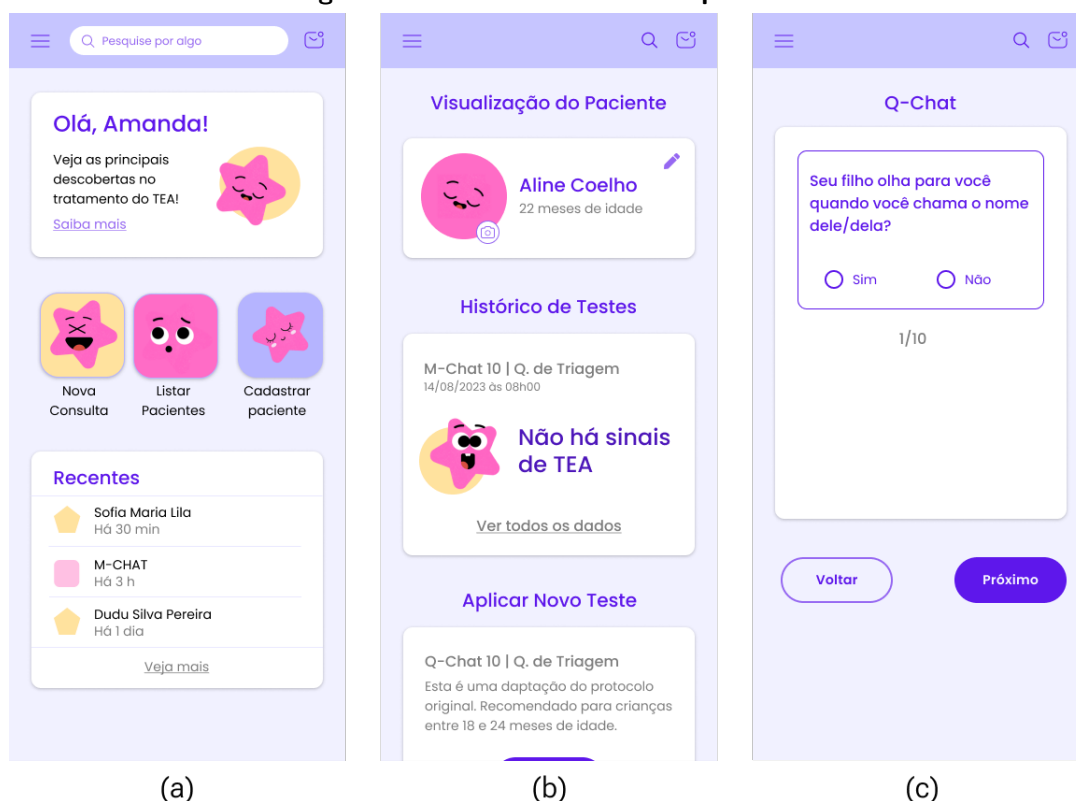 Pesquise por algo
Olá, Amanda!
Veja as principais
descobertas no
tratamento do TEA!
Saiba mais
Nova
Consulta
Listar
Pacientes
Cadastrar
paciente
Recentes
Sofia Maria Lila
Há 30 min
M-CHAT
Há 3 h
Dudu Silva Pereira
Há 1 dia
Veja mais
(a)
Visualização do Paciente
Aline Coelho
22 meses de idade
Histórico de Testes
M-Chat 10 | Q. de Triagem
14/08/2023 às 08h00
Não há sinais
de TEA
Ver todos os dados
Aplicar Novo Teste
Q-Chat 10 | Q. de Triagem
Esta é uma daptação do protocolo
original. Recomendado para crianças
entre 18 e 24 meses de idade.
(b)
Q-Chat
Seu filho olha para você
quando você chama o nome
dele/dela?
Sim
Não
1/10
Voltar
Próximo
(c)